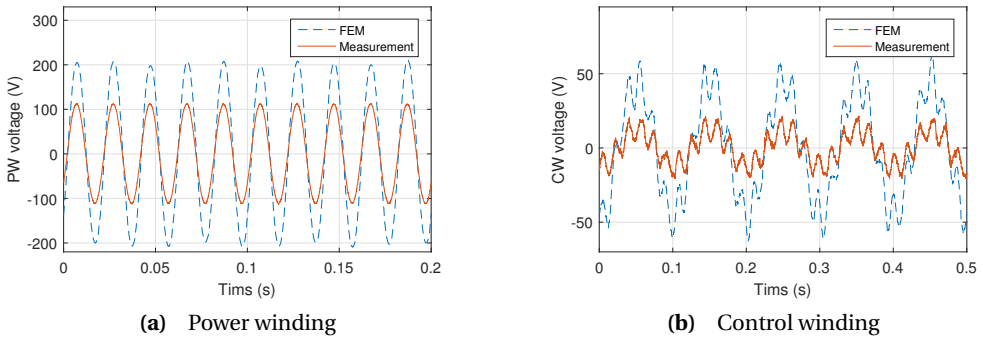 PW voltage (V)
300
200
100
0
-100
-200
FEM
Measurement
0
0.05
0.1
0.15
0.2
Tims (s)
(a) Power winding
CW voltage (V)
50
0
-50
FEM
Measurement
0
0.1
0.2
0.3
0.4
0.5
Tims (s)
(b) Control winding